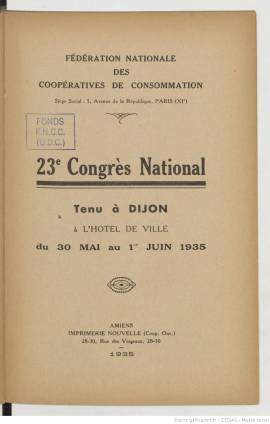 FÉDÉRATION NATIONALE
DES
COOPÉRATIVES DE CONSOMMATION
Siège Social : 5, Avenue de la République, PARIS (XIᵉ)
FONDS
F.N.C.C.
(U.D.C.)
23ᵉ Congrès National
Tenu à DIJON
à L'HOTEL DE VILLE
du 30 MAI au 1ᵉʳ JUIN 1935
AMIENS
IMPRIMERIE NOUVELLE (Coop. Ouv.)
28-30, Rue des Vergeaux, 28-30
1935
Source gallica.bnf.fr / CEDIAS - Musée social